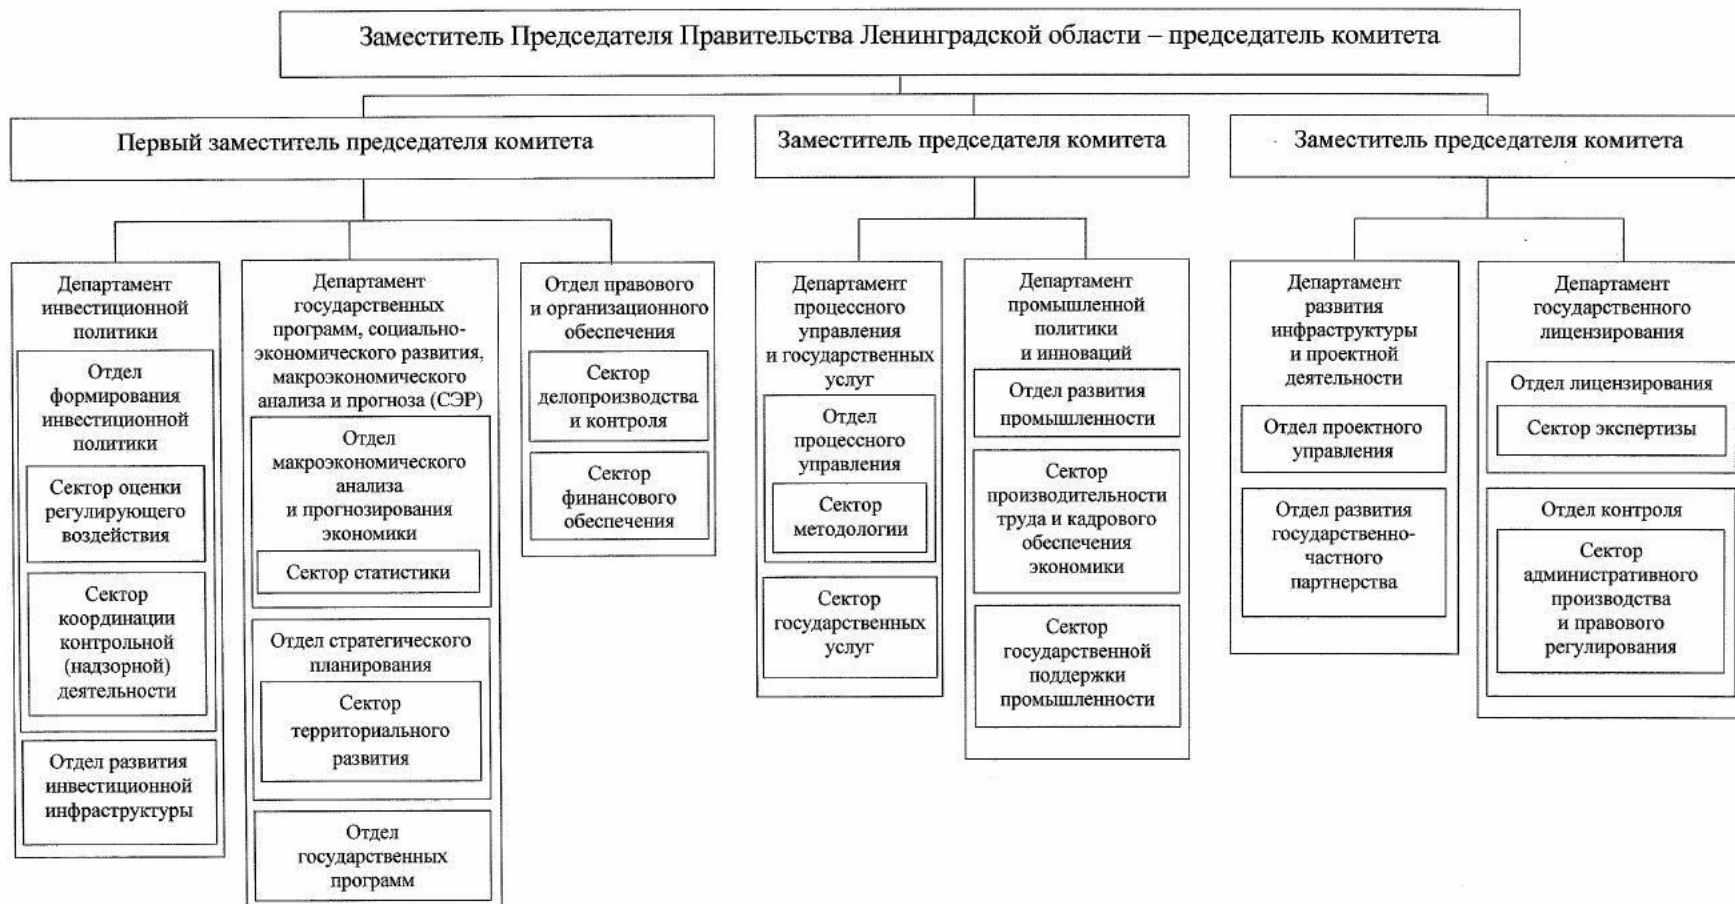 Заместитель Председателя Правительства Ленинградской области – председатель комитета
Первый заместитель председателя комитета
Заместитель председателя комитета
Заместитель председателя комитета
Департамент
инвестиционной
политики
Отдел
формирования
инвестиционной
политики
Сектор оценки
регулирующего
воздействия
Сектор
координации
контрольной
(надзорной)
деятельности
Отдел развития
инвестиционной
инфраструктуры
Департамент
государственных
программ, социально-
экономического развития,
макроэкономического
анализа и прогноза (СЭР)
Отдел
макроэкономического
анализа
и прогнозирования
экономики
Сектор статистики
Отдел стратегического
планирования
Сектор
территориального
развития
Отдел
государственных
программ
Отдел правового
и организационного
обеспечения
Сектор
делопроизводства
и контроля
Сектор
финансового
обеспечения
Департамент
процессного
управления
и государственных
услуг
Отдел
процессного
управления
Сектор
методологии
Сектор
государственных
услуг
Департамент
промышленной
политики
и инноваций
Отдел развития
промышленности
Сектор
производительности
труда и кадрового
обеспечения
экономики
Сектор
государственной
поддержки
промышленности
Департамент
развития
инфраструктуры
и проектной
деятельности
Отдел проектного
управления
Отдел развития
государственно-
частного
партнерства
Департамент
государственного
лицензирования
Отдел лицензирования
Сектор экспертизы
Отдел контроля
Сектор
административного
производства
и правового
регулирования